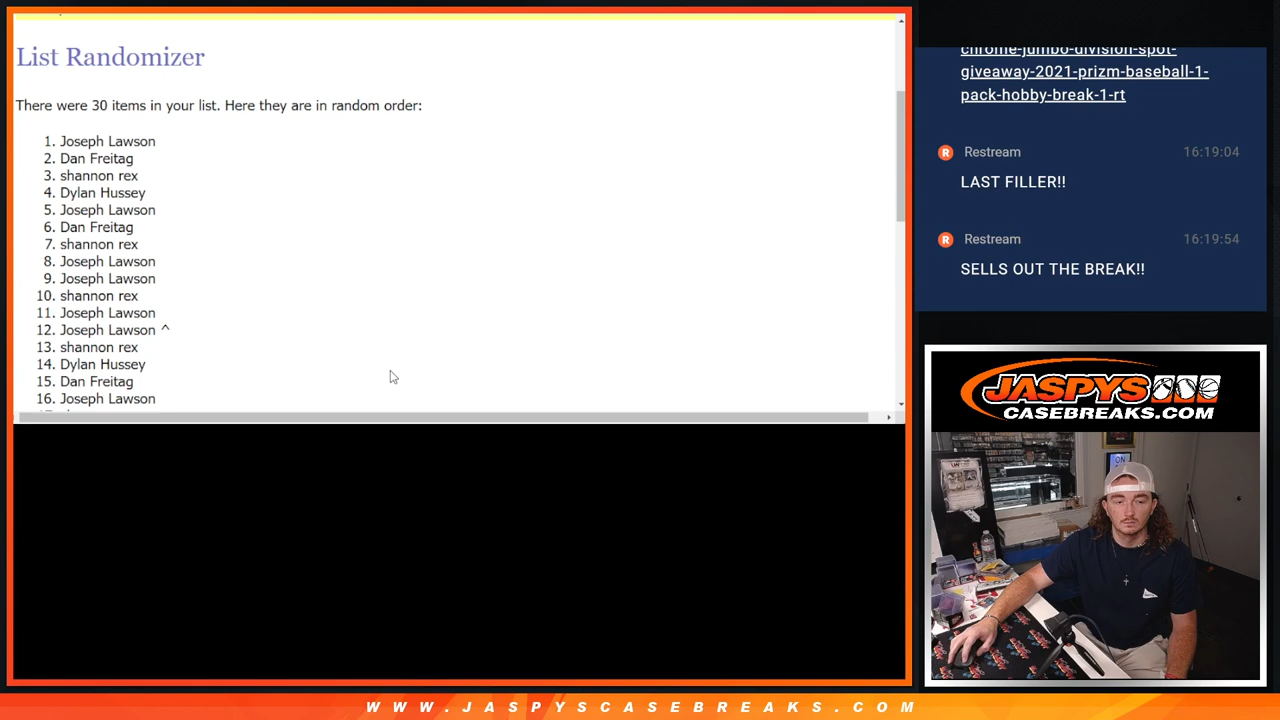 List Randomizer
There were 30 items in your list. Here they are in random order:
1. Joseph Lawson
2. Dan Freitag
3. shannon rex
4. Dylan Hussey
5. Joseph Lawson
6. Dan Freitag
7. shannon rex
8. Joseph Lawson
9. Joseph Lawson
10. shannon rex
11. Joseph Lawson
12. Joseph Lawson ^
13. shannon rex
14. Dylan Hussey
15. Dan Freitag
16. Joseph Lawson
chrome-jumbo-division-spot-
giveaway-2021-prizm-baseball-1-
pack-hobby-break-1-rt
R Restream 16:19:04
LAST FILLER!!
R Restream 16:19:54
SELLS OUT THE BREAK!!
JASPYS
CASEBREAKS.COM
WWW.JASPYSCASEBREAKS.COM